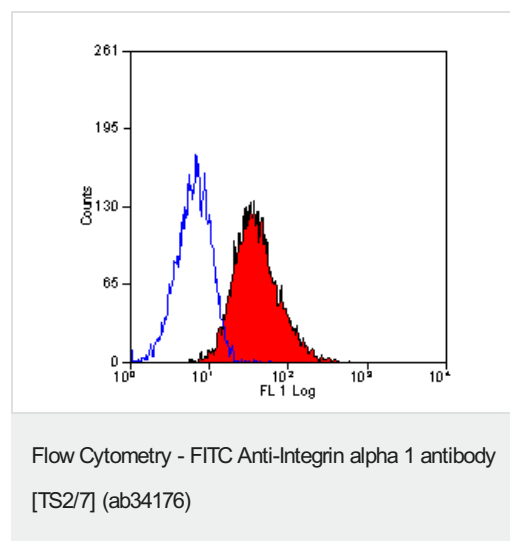 261
195
130
65
0
Counts
10⁰ 10¹ 10² 10³ 10⁴
FL 1 Log
Flow Cytometry - FITC Anti-Integrin alpha 1 antibody
[TS2/7] (ab34176)